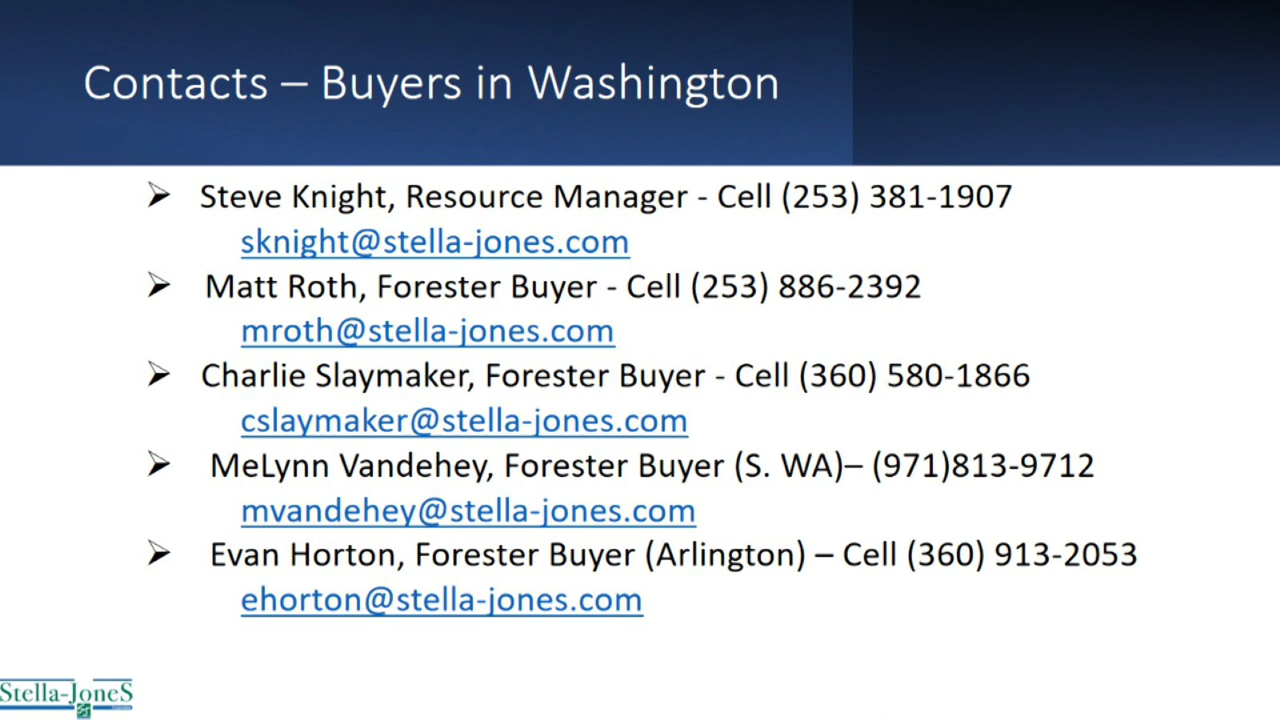 Contacts – Buyers in Washington
➢ Steve Knight, Resource Manager - Cell (253) 381-1907
sknight@stella-jones.com
➢ Matt Roth, Forester Buyer - Cell (253) 886-2392
mroth@stella-jones.com
➢ Charlie Slaymaker, Forester Buyer - Cell (360) 580-1866
cslaymaker@stella-jones.com
➢ MeLynn Vandehey, Forester Buyer (S. WA)– (971)813-9712
mvandehey@stella-jones.com
➢ Evan Horton, Forester Buyer (Arlington) – Cell (360) 913-2053
ehorton@stella-jones.com
Stella-JoneS